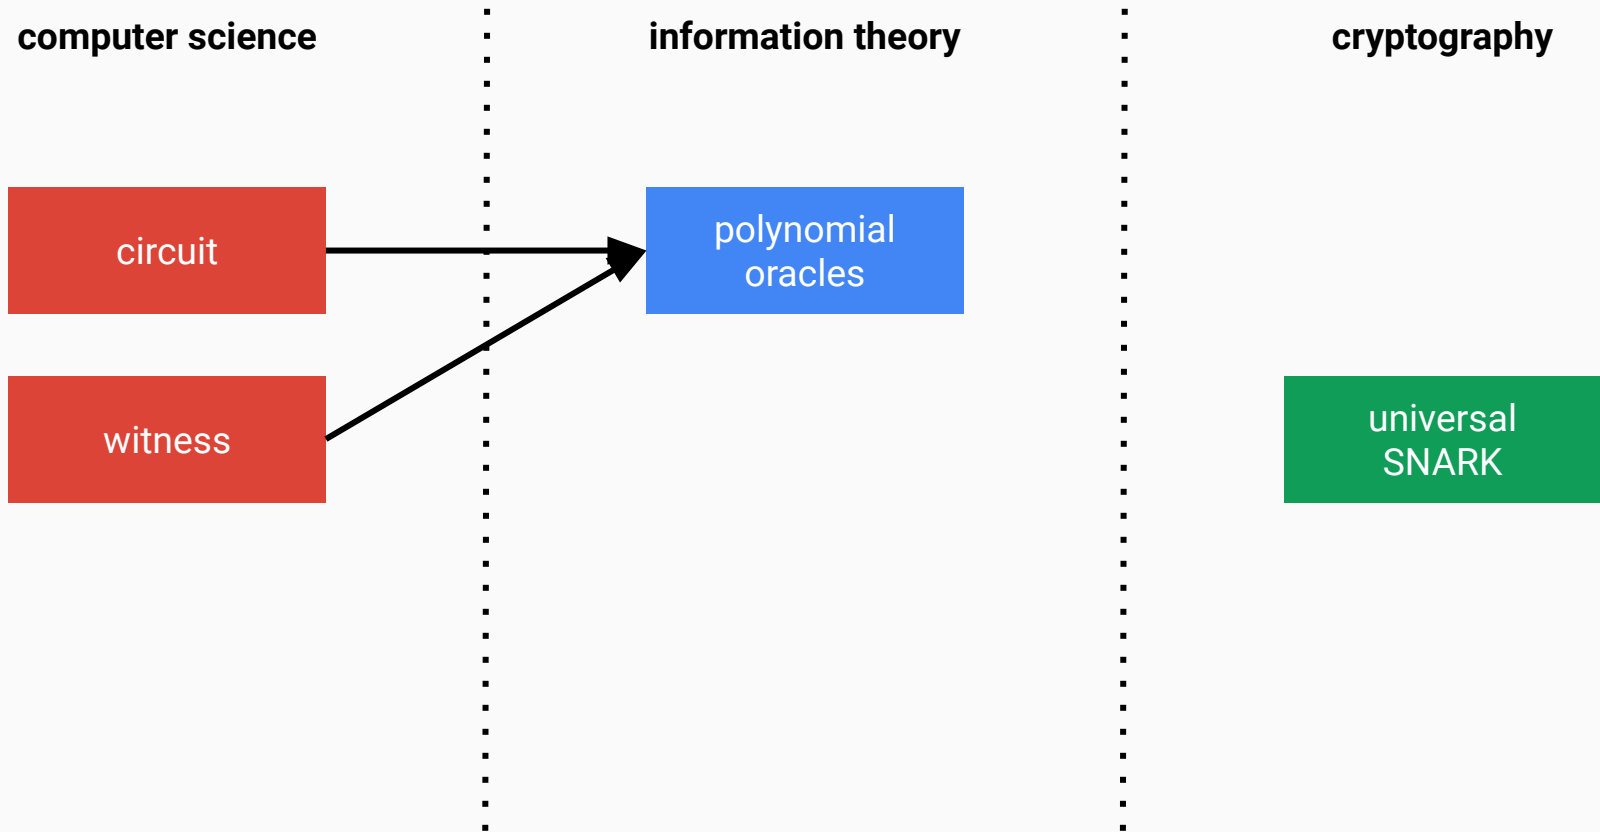 computer science
information theory
cryptography
circuit
polynomial
oracles
witness
universal
SNARK